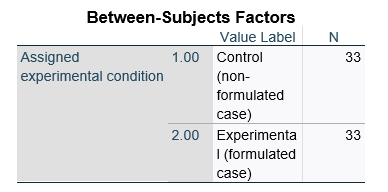 Between-Subjects Factors
Value Label N
Assigned 1.00 Control 33
experimental condition (non-
formulated
case)
2.00 Experimenta 33
l (formulated
case)